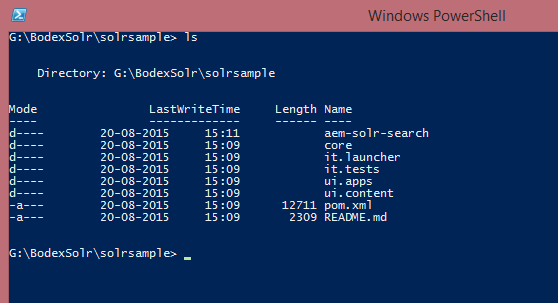 Windows PowerShell
G:\BodexSolr\solrsample> ls
Directory: G:\BodexSolr\solrsample
Mode LastWriteTime Length Name
---- ------------- ------ ----
d---- 20-08-2015 15:11 aem-solr-search
d---- 20-08-2015 15:09 core
d---- 20-08-2015 15:09 it.launcher
d---- 20-08-2015 15:09 it.tests
d---- 20-08-2015 15:09 ui.apps
d---- 20-08-2015 15:09 ui.content
-a--- 20-08-2015 15:09 12711 pom.xml
-a--- 20-08-2015 15:09 2309 README.md
G:\BodexSolr\solrsample>